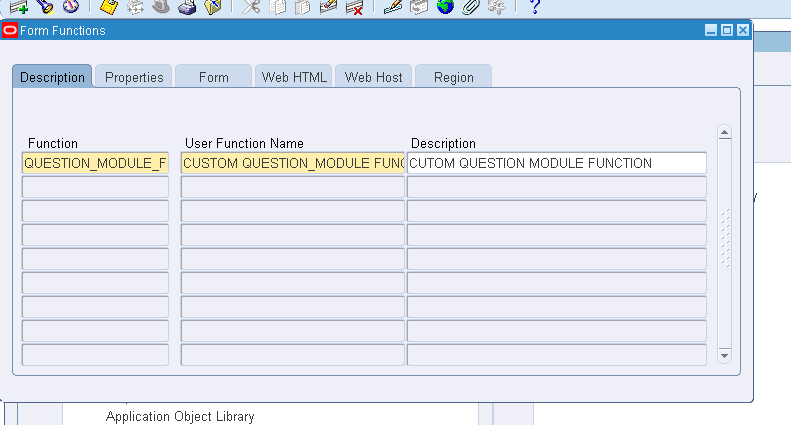 Form Functions
Description Properties Form Web HTML Web Host Region
Function User Function Name Description
QUESTION_MODULE_F CUSTOM QUESTION_MODULE FUNC CUTOM QUESTION MODULE FUNCTION
Application Object Library